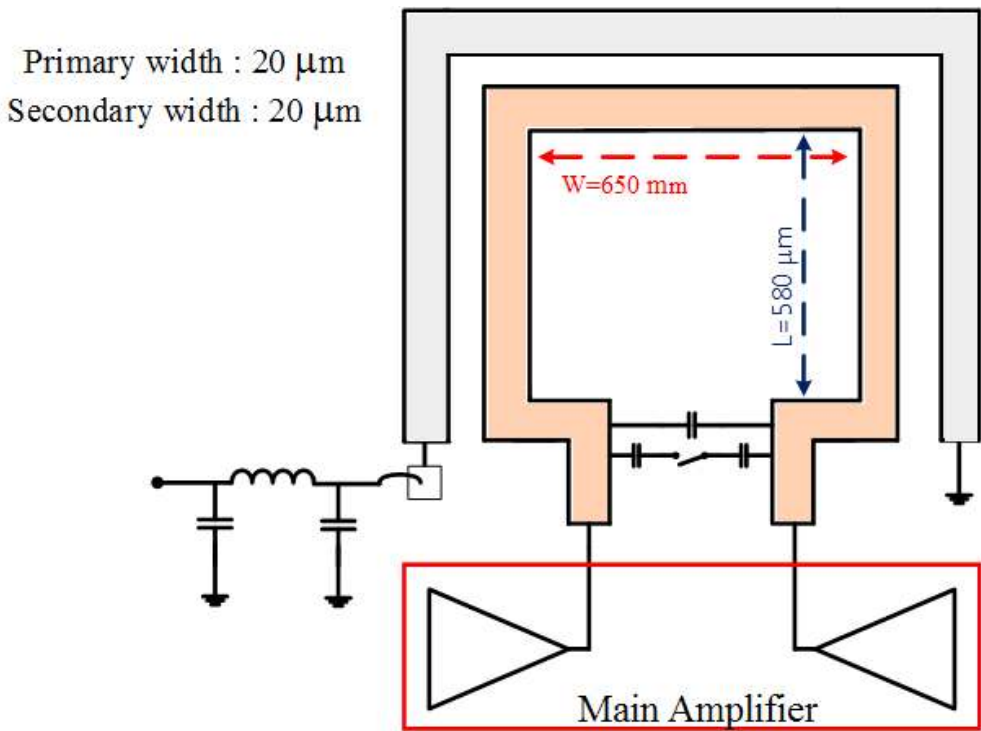 Primary width : 20 μm
Secondary width : 20 μm
W=650 mm
L=580 μm
Main Amplifier